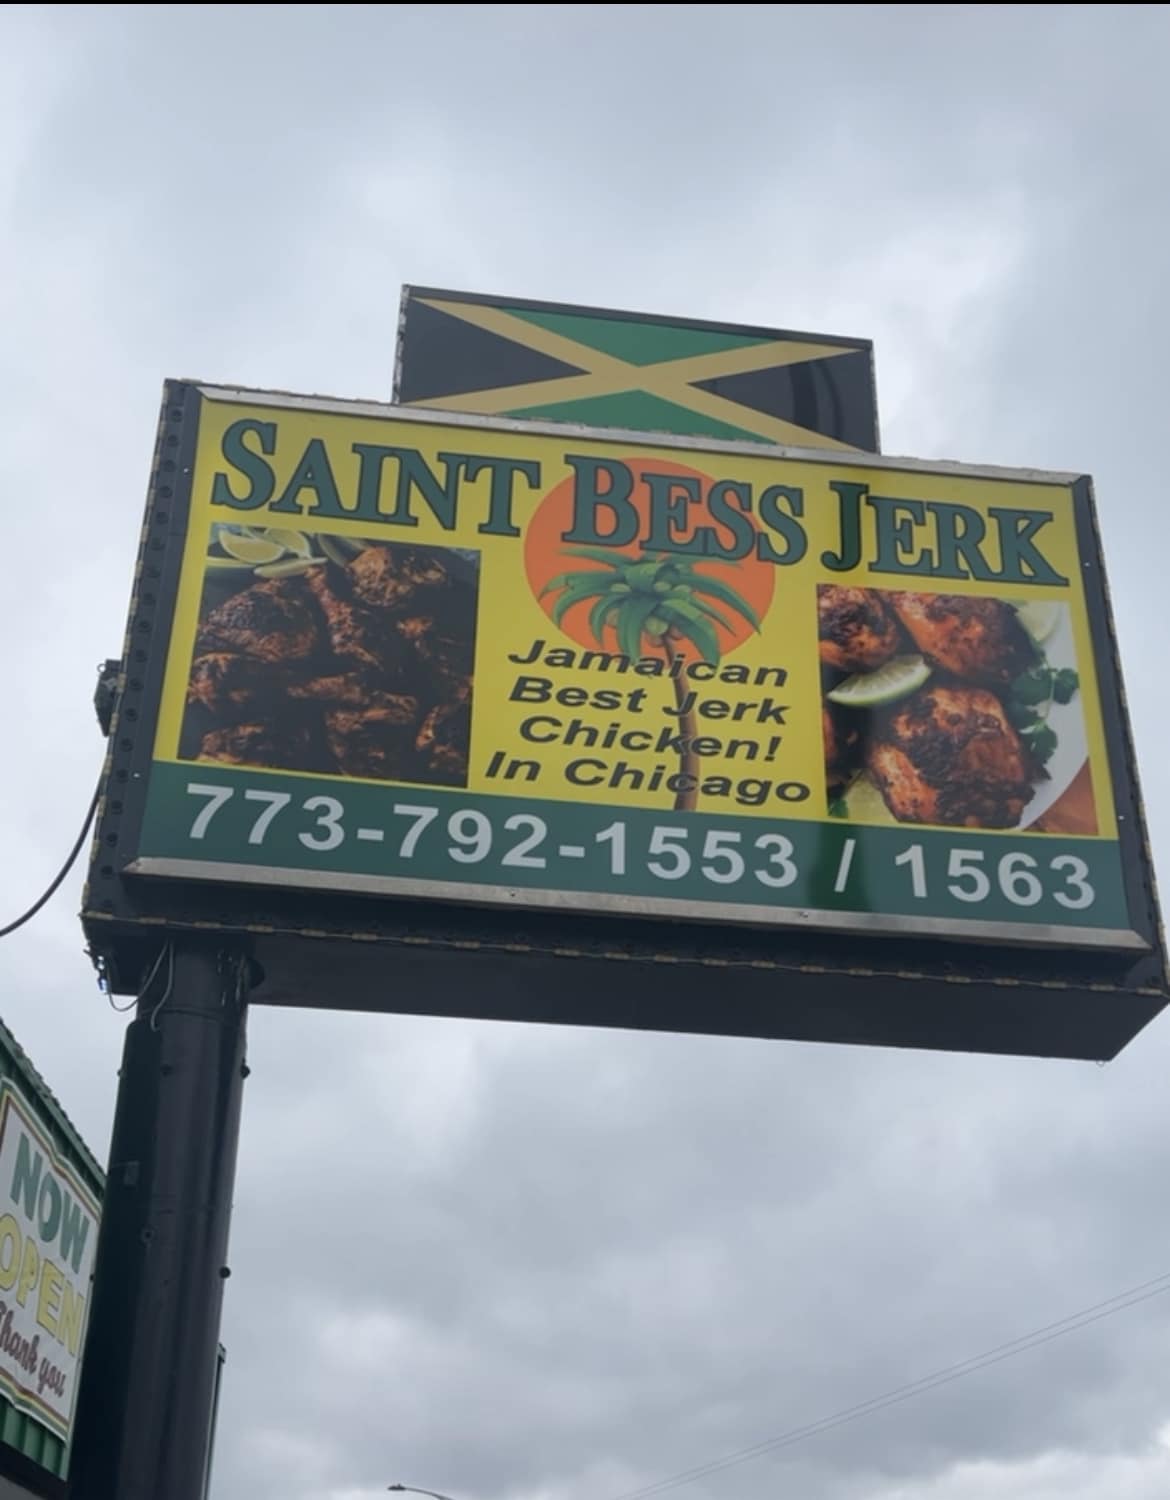 SAINT BESS JERK
Jamaican
Best Jerk
Chicken!
In Chicago
773-792-1553 / 1563
NOW
OPEN
Thank you